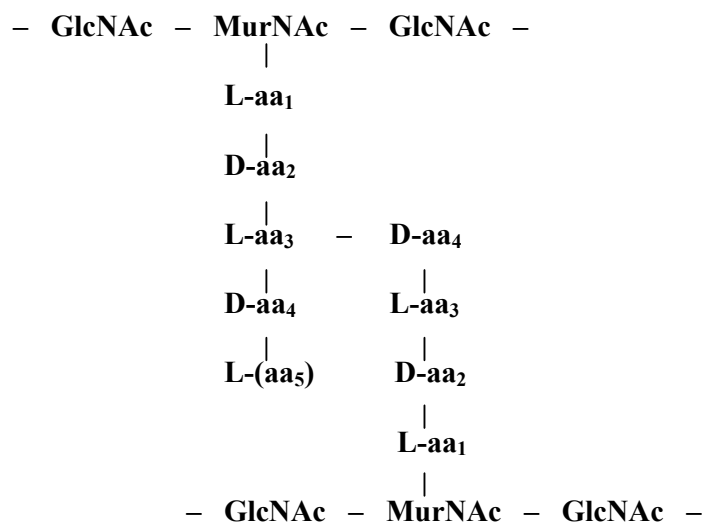 – GlcNAc – MurNAc – GlcNAc –
|
L-aa₁
|
D-aa₂
|
L-aa₃ – D-aa₄
| |
D-aa₄ L-aa₃
| |
L-(aa₅) D-aa₂
|
L-aa₁
|
– GlcNAc – MurNAc – GlcNAc –